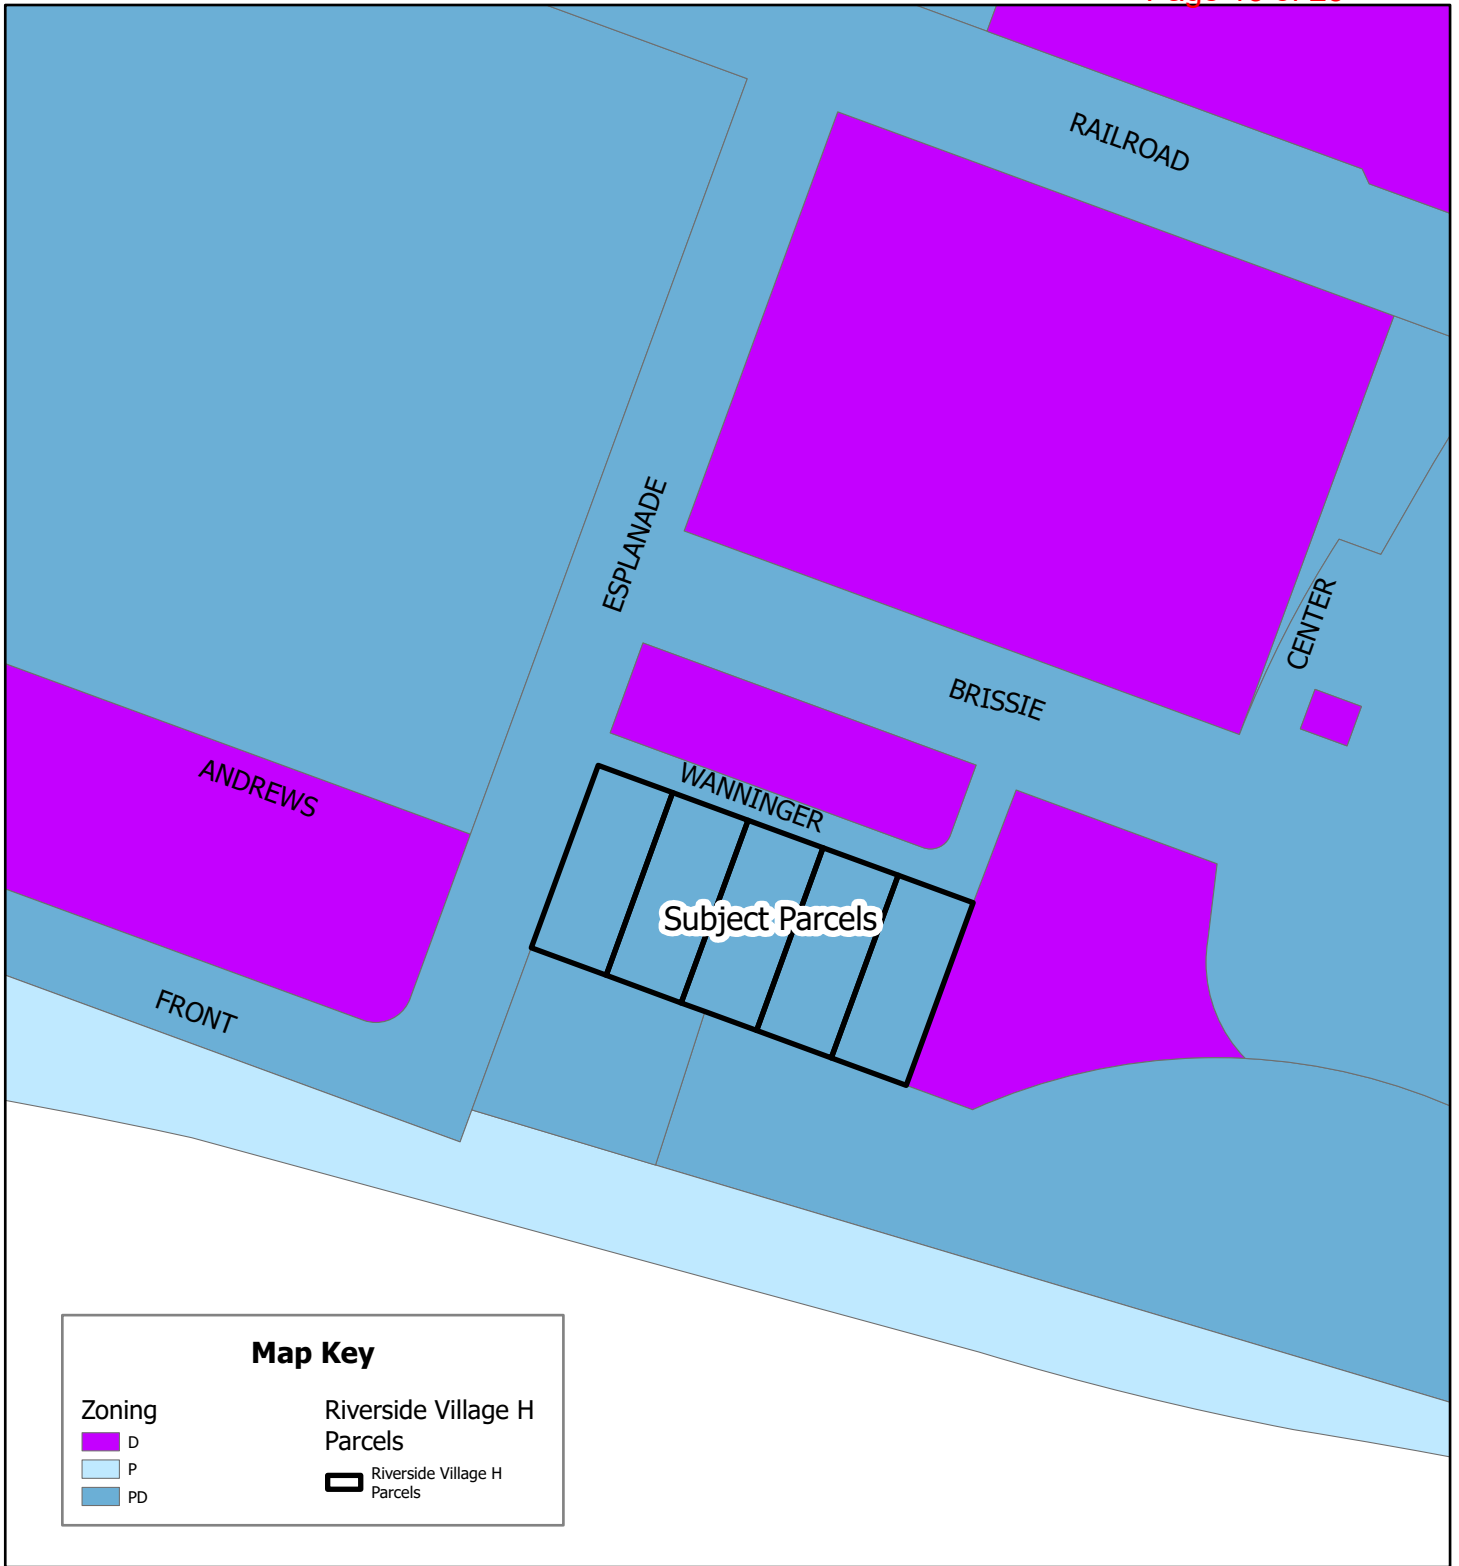 RAILROAD
ESPLANADE
CENTER
BRISSIE
ANDREWS
WANNINGER
Subject Parcels
FRONT
Map Key
Zoning
D
P
PD
Riverside Village H
Parcels
Riverside Village H
Parcels